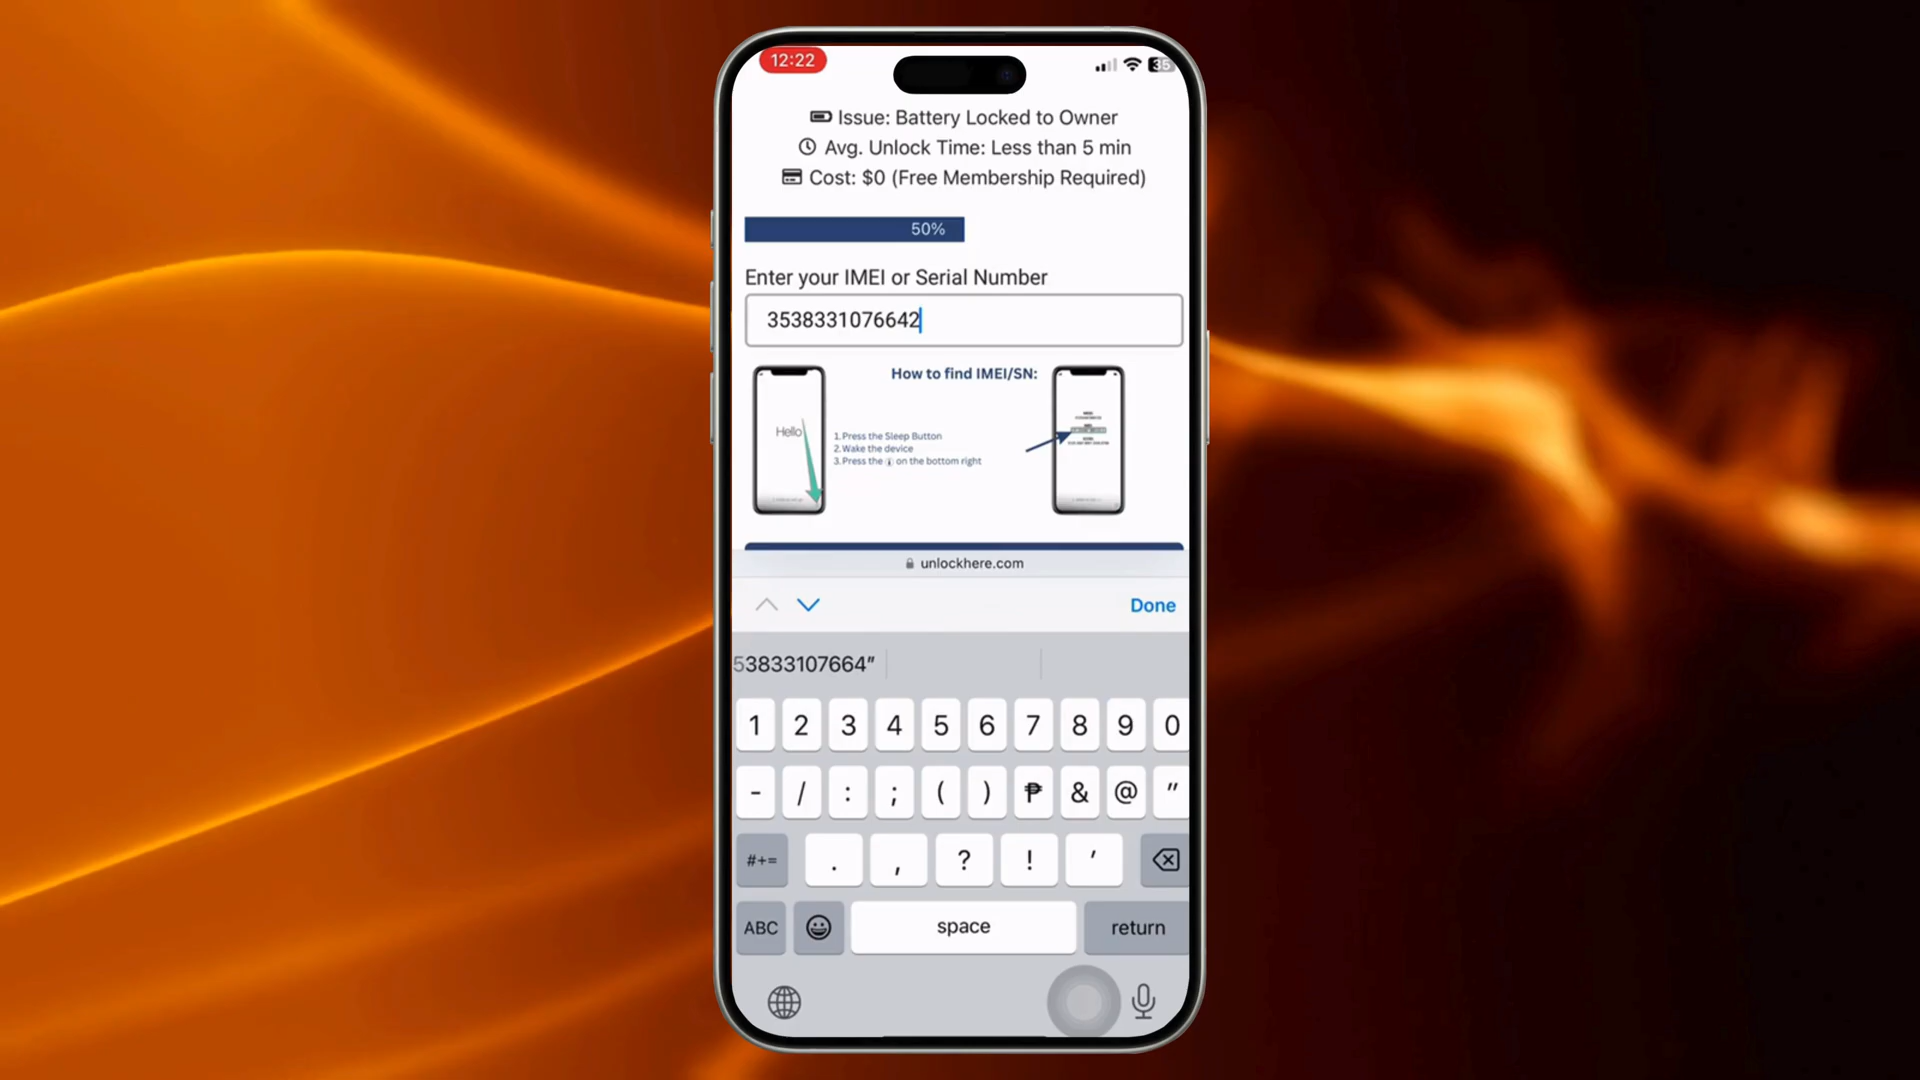 12:22
35
Issue: Battery Locked to Owner
Avg. Unlock Time: Less than 5 min
Cost: $0 (Free Membership Required)
50%
Enter your IMEI or Serial Number
3538331076642
How to find IMEI/SN:
Hello
1. Press the Sleep Button
2. Wake the device
3. Press the i on the bottom right
unlockhere.com
Done
53833107664"
1 2 3 4 5 6 7 8 9 0
- / : ; ( ) ₱ & @ "
#+= . , ? ! '
ABC space return